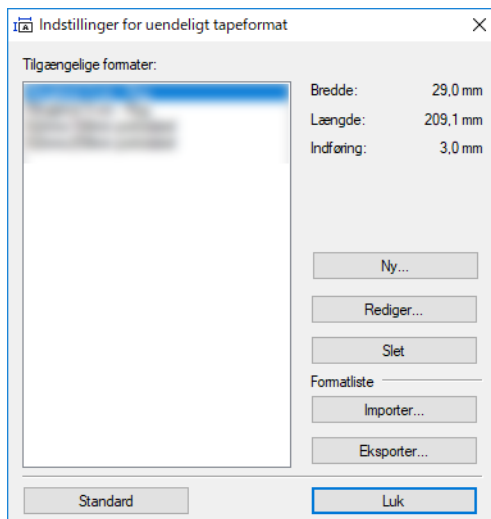 Indstillinger for uendeligt tapeformat
Tilgængelige formater:
Bredde: 29,0 mm
Længde: 209,1 mm
Indføring: 3,0 mm
Ny...
Rediger...
Slet
Formatliste
Importer...
Eksporter...
Standard
Luk